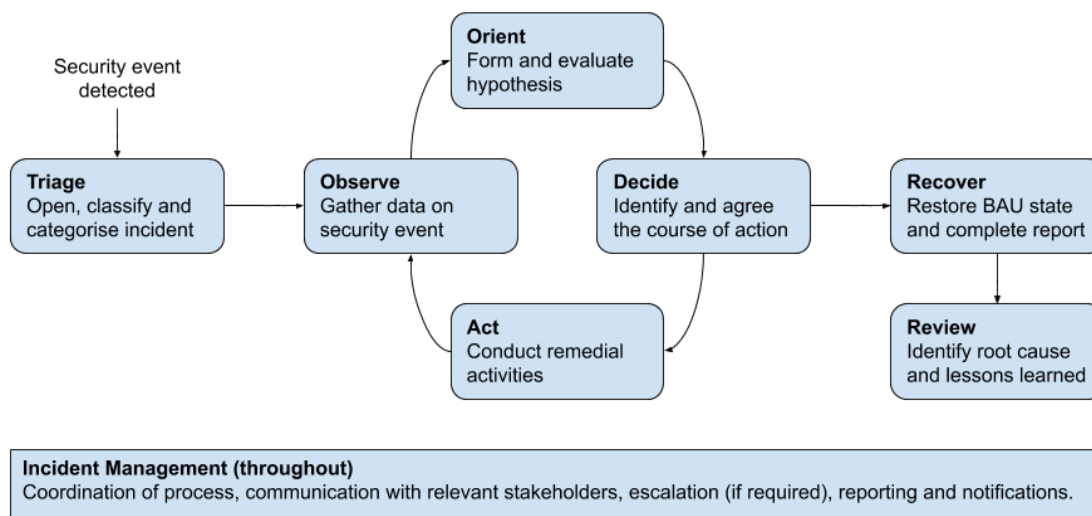 Orient
Form and evaluate
hypothesis
Security event
detected
Triage
Open, classify and
categorise incident
Observe
Gather data on
security event
Decide
Identify and agree
the course of action
Recover
Restore BAU state
and complete report
Act
Conduct remedial
activities
Review
Identify root cause
and lessons learned
Incident Management (throughout)
Coordination of process, communication with relevant stakeholders, escalation (if required), reporting and notifications.